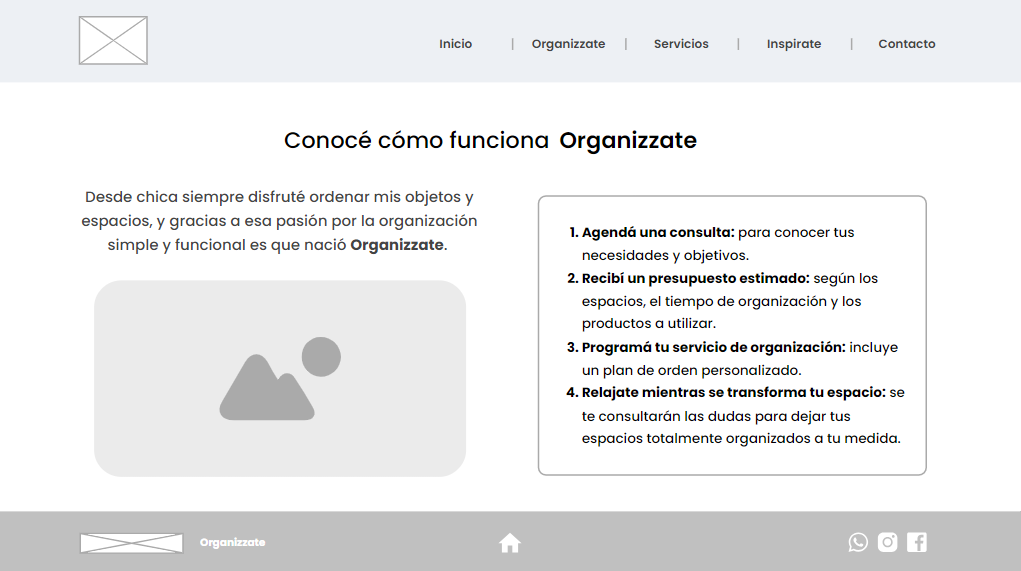 Inicio | Organizzate | Servicios | Inspirate | Contacto
Conocé cómo funciona Organizzate
Desde chica siempre disfruté ordenar mis objetos y
espacios, y gracias a esa pasión por la organización
simple y funcional es que nació Organizzate.
1. Agendá una consulta: para conocer tus
necesidades y objetivos.
2. Recibí un presupuesto estimado: según los
espacios, el tiempo de organización y los
productos a utilizar.
3. Programá tu servicio de organización: incluye
un plan de orden personalizado.
4. Relajate mientras se transforma tu espacio: se
te consultarán las dudas para dejar tus
espacios totalmente organizados a tu medida.
Organizzate